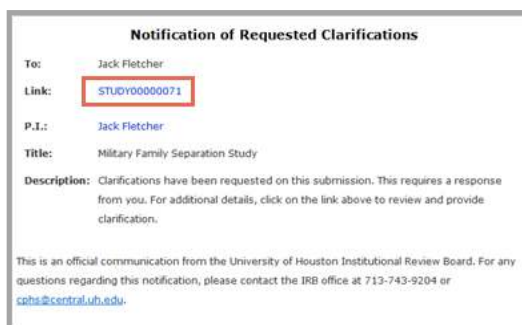 Notification of Requested Clarifications
To: Jack Fletcher
Link: STUDY00000071
P.I.: Jack Fletcher
Title: Military Family Separation Study
Description: Clarifications have been requested on this submission. This requires a response
from you. For additional details, click on the link above to review and provide
clarification.
This is an official communication from the University of Houston Institutional Review Board. For any
questions regarding this notification, please contact the IRB office at 713-743-9204 or
cphs@central.uh.edu.